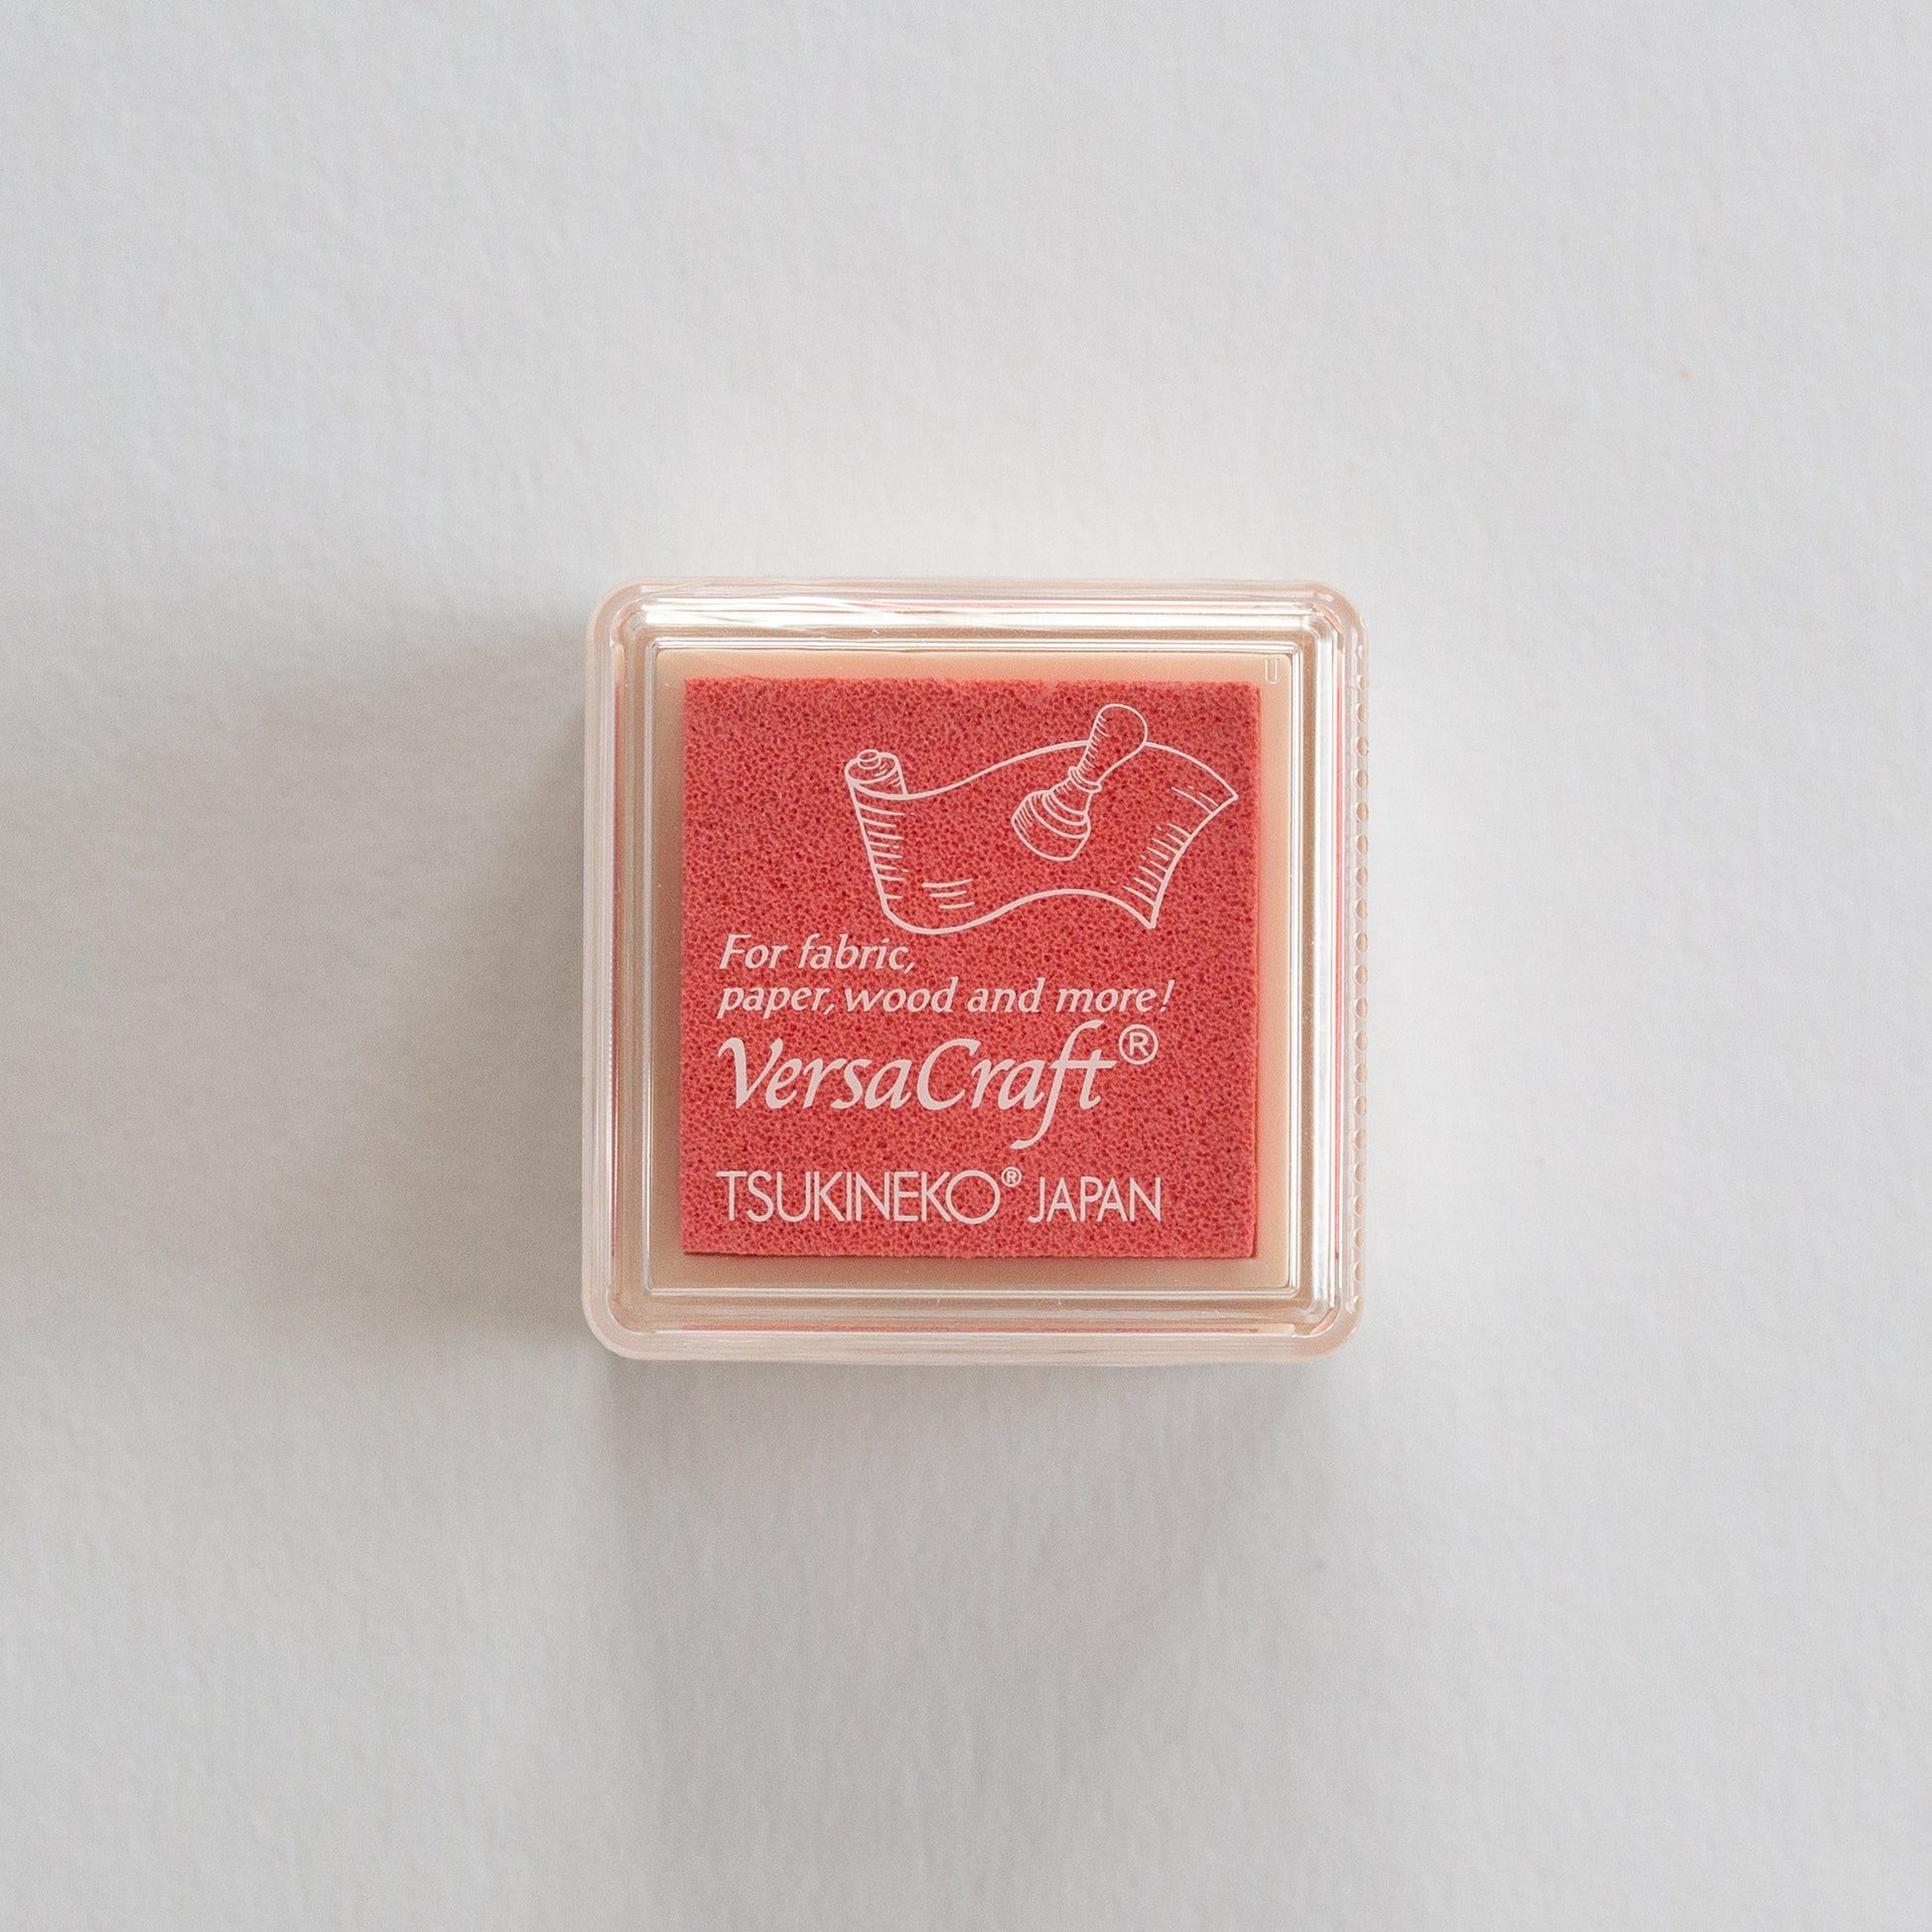 For fabric,
paper, wood and more!
VersaCraft®
TSUKINEKO® JAPAN